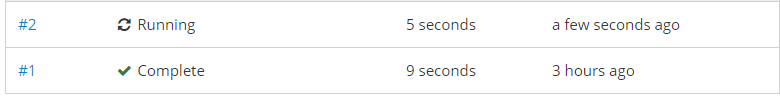 #2 Running 5 seconds a few seconds ago
#1 Complete 9 seconds 3 hours ago